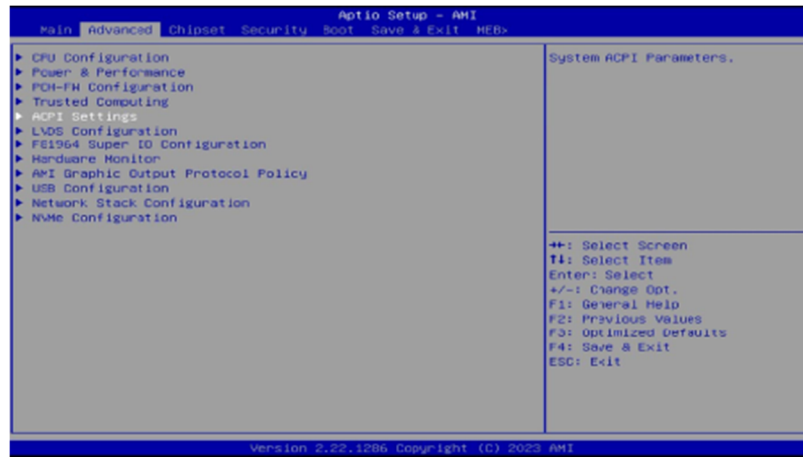 Aptio Setup - AMI
Main Advanced Chipset Security Boot Save & Exit MEBx
CPU Configuration
Power & Performance
PCH-FW Configuration
Trusted Computing
ACPI Settings
LVDS Configuration
F81964 Super IO Configuration
Hardware Monitor
AMI Graphic Output Protocol Policy
USB Configuration
Network Stack Configuration
NVMe Configuration
System ACPI Parameters.
→←: Select Screen
↑↓: Select Item
Enter: Select
+/-: Change Opt.
F1: General Help
F2: Previous Values
F3: Optimized Defaults
F4: Save & Exit
ESC: Exit
Version 2.22.1286 Copyright (C) 2023 AMI